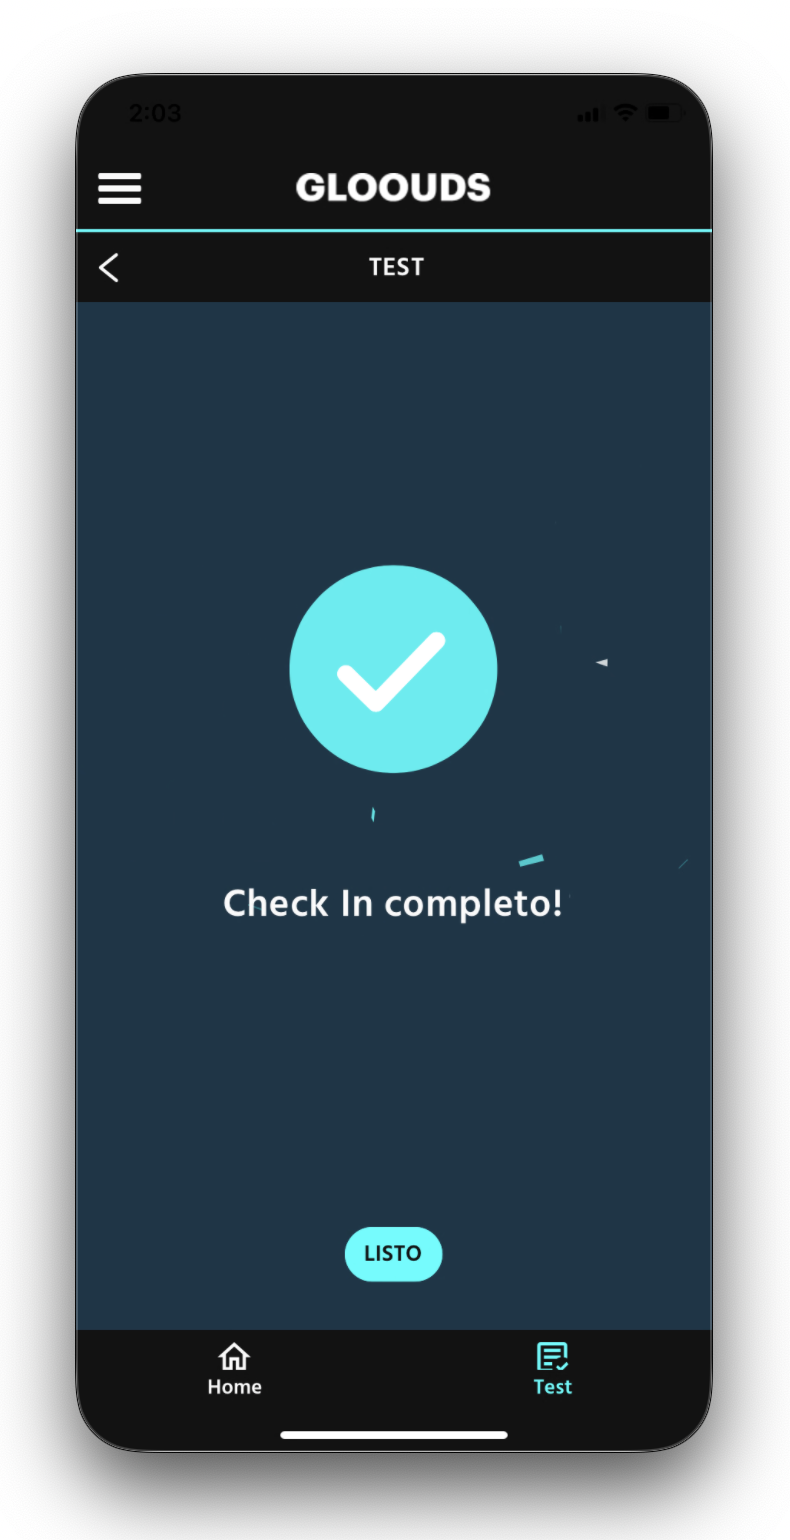 2:03
GLOOUDS
TEST
Check In completo!
LISTO
Home
Test